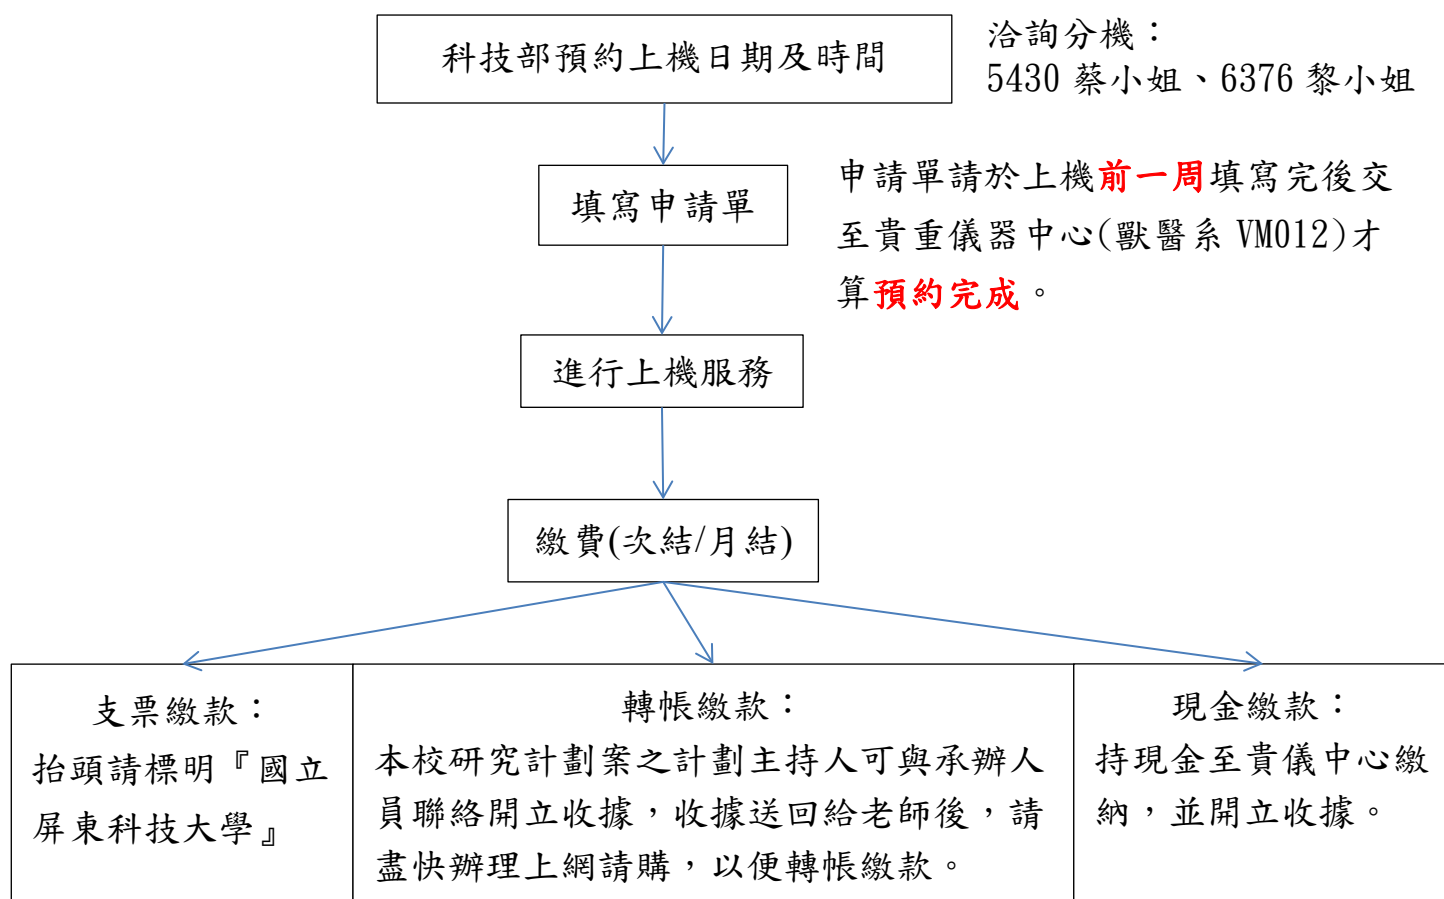 科技部預約上機日期及時間
洽詢分機：
5430 蔡小姐、6376 黎小姐
填寫申請單
申請單請於上機前一周填寫完後交
至貴重儀器中心(獸醫系 VM012)才
算預約完成。
進行上機服務
繳費(次結/月結)
支票繳款：
抬頭請標明『國立
屏東科技大學』
轉帳繳款：
本校研究計劃案之計劃主持人可與承辦人
員聯絡開立收據，收據送回給老師後，請
盡快辦理上網請購，以便轉帳繳款。
現金繳款：
持現金至貴儀中心繳
納，並開立收據。